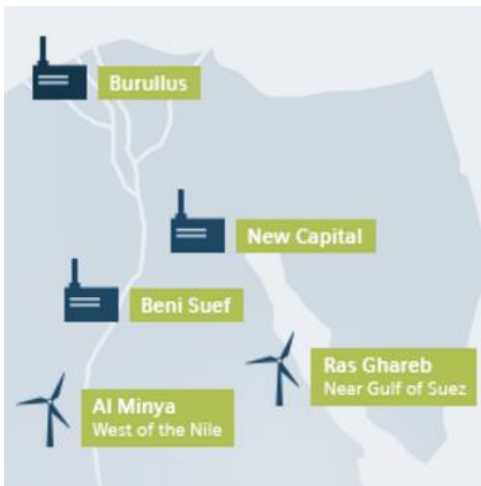 Burullus
New Capital
Beni Suef
Ras Ghareb
Near Gulf of Suez
Al Minya
West of the Nile